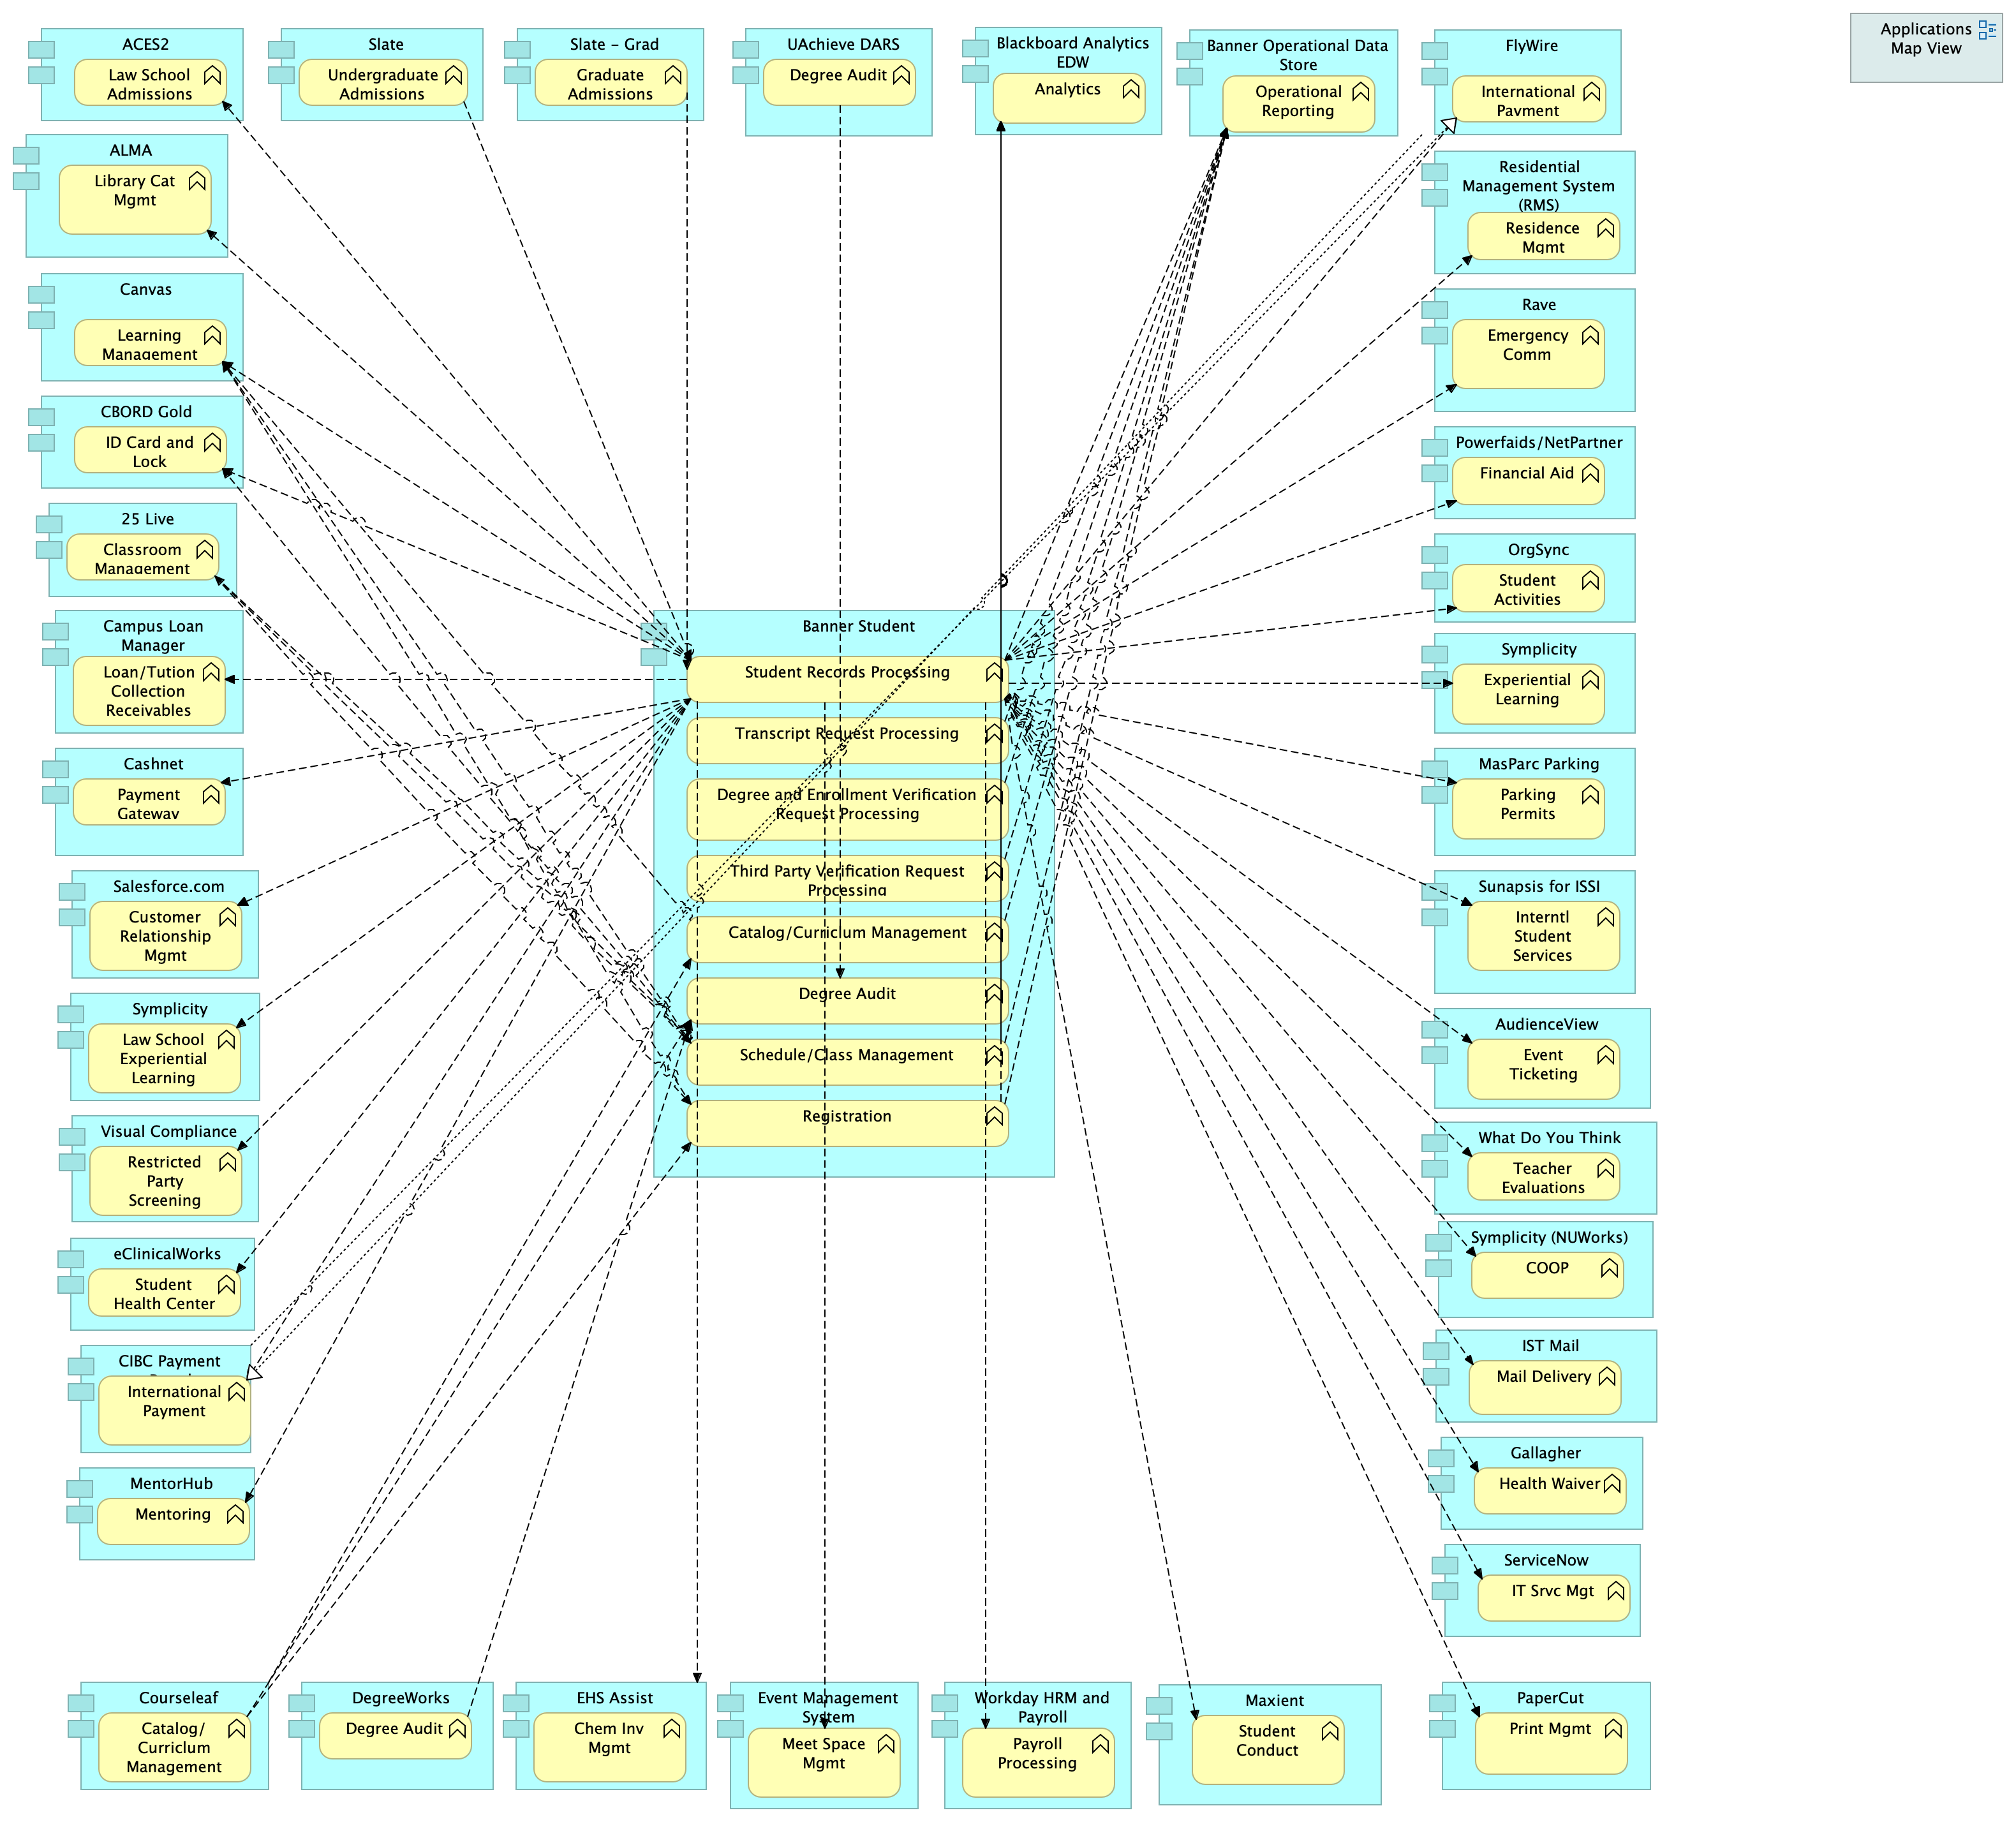 Applications
Map View
ACES2
Law School
Admissions
Slate
Undergraduate
Admissions
Slate - Grad
Graduate
Admissions
UAchieve DARS
Degree Audit
Blackboard Analytics
EDW
Analytics
Banner Operational Data
Store
Operational
Reporting
FlyWire
International
Payment
ALMA
Library Cat
Mgmt
Canvas
Learning
Management
CBORD Gold
ID Card and
Lock
25 Live
Classroom
Management
Campus Loan
Manager
Loan/Tution
Collection
Receivables
Cashnet
Payment
Gateway
Salesforce.com
Customer
Relationship
Mgmt
Symplicity
Law School
Experiential
Learning
Visual Compliance
Restricted
Party
Screening
eClinicalWorks
Student
Health Center
CIBC Payment
International
Payment
MentorHub
Mentoring
Banner Student
Student Records Processing
Transcript Request Processing
Degree and Enrollment Verification
Request Processing
Third Party Verification Request
Processing
Catalog/Curriclum Management
Degree Audit
Schedule/Class Management
Registration
Residential
Management System
(RMS)
Residence
Mgmt
Rave
Emergency
Comm
Powerfaids/NetPartner
Financial Aid
OrgSync
Student
Activities
Symplicity
Experiential
Learning
MasParc Parking
Parking
Permits
Sunapsis for ISSI
Interntl
Student
Services
AudienceView
Event
Ticketing
What Do You Think
Teacher
Evaluations
Symplicity (NUWorks)
COOP
IST Mail
Mail Delivery
Gallagher
Health Waiver
ServiceNow
IT Srvc Mgt
Courseleaf
Catalog/
Curriclum
Management
DegreeWorks
Degree Audit
EHS Assist
Chem Inv
Mgmt
Event Management
System
Meet Space
Mgmt
Workday HRM and
Payroll
Payroll
Processing
Maxient
Student
Conduct
PaperCut
Print Mgmt